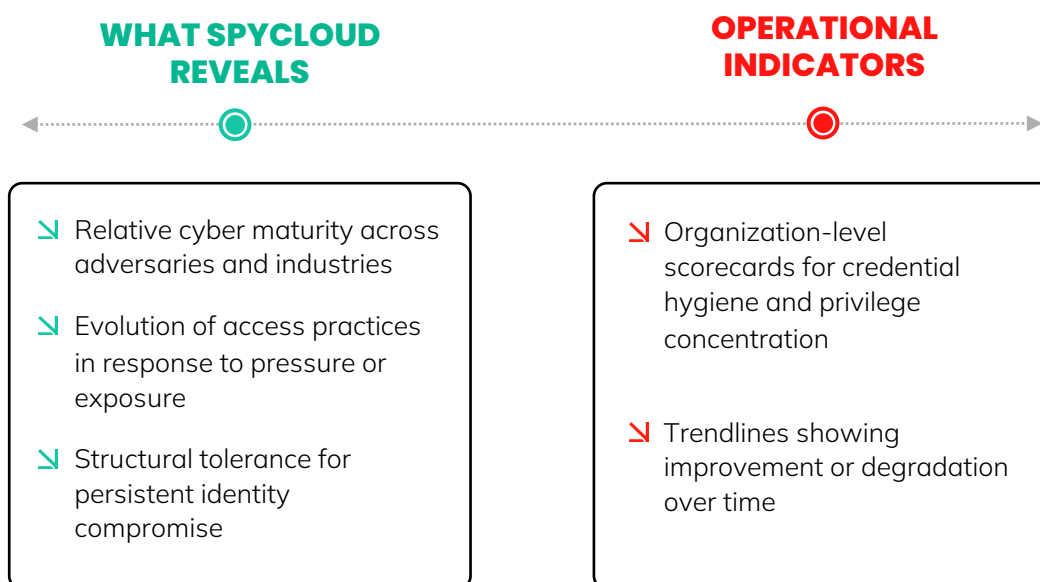 WHAT SPYCLOUD
REVEALS
Relative cyber maturity across
adversaries and industries
Evolution of access practices
in response to pressure or
exposure
Structural tolerance for
persistent identity
compromise
OPERATIONAL
INDICATORS
Organization-level
scorecards for credential
hygiene and privilege
concentration
Trendlines showing
improvement or degradation
over time